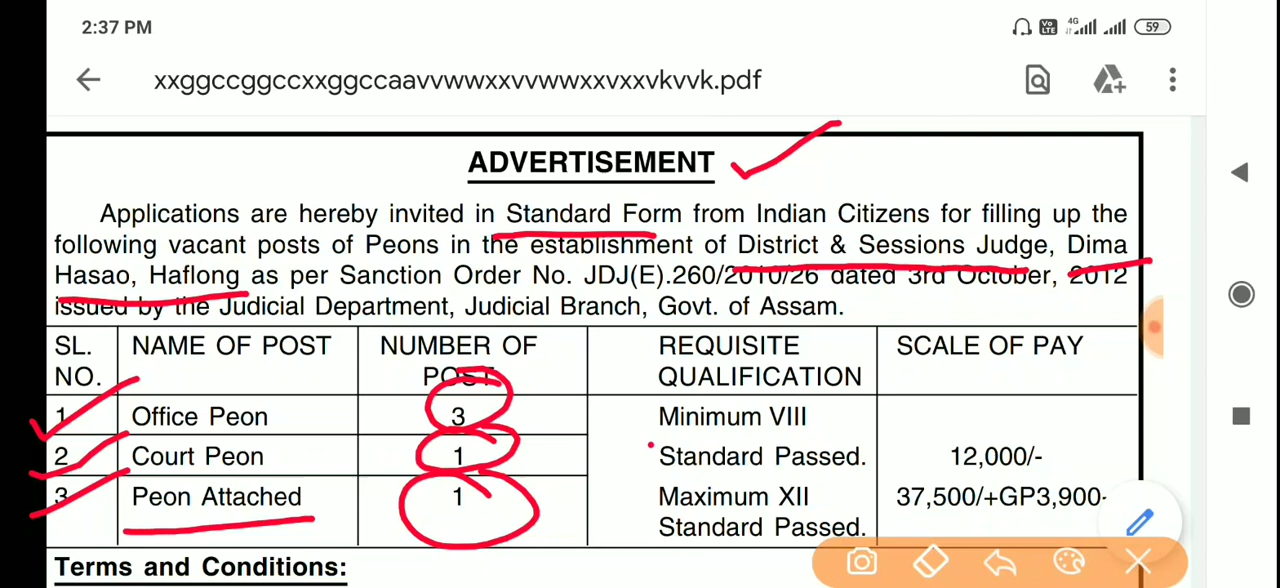 2:37 PM
Vo LTE 4G 59
xxggccggccxxggccaavvwwxxvvwwxxvxxvkvvk.pdf
ADVERTISEMENT
Applications are hereby invited in Standard Form from Indian Citizens for filling up the
following vacant posts of Peons in the establishment of District & Sessions Judge, Dima
Hasao, Haflong as per Sanction Order No. JDJ(E).260/2010/26 dated 3rd October, 2012
issued by the Judicial Department, Judicial Branch, Govt. of Assam.
SL. NAME OF POST NUMBER OF REQUISITE SCALE OF PAY
NO. POST QUALIFICATION
1 Office Peon 3 Minimum VIII
2 Court Peon 1 Standard Passed. 12,000/-
3 Peon Attached 1 Maximum XII 37,500/+GP3,900-
Standard Passed.
Terms and Conditions: